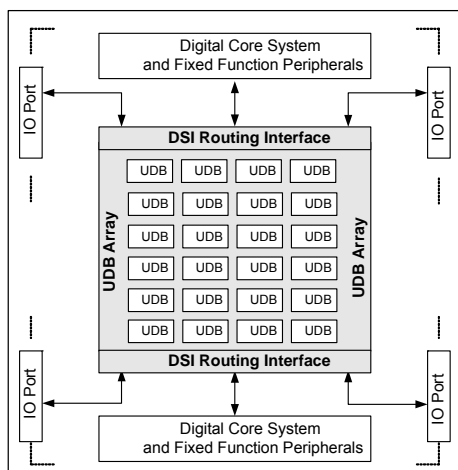 Digital Core System
and Fixed Function Peripherals
IO Port
IO Port
DSI Routing Interface
UDB Array
UDB UDB UDB UDB
UDB UDB UDB UDB
UDB UDB UDB UDB
UDB UDB UDB UDB
UDB UDB UDB UDB
UDB UDB UDB UDB
UDB Array
DSI Routing Interface
IO Port
IO Port
Digital Core System
and Fixed Function Peripherals